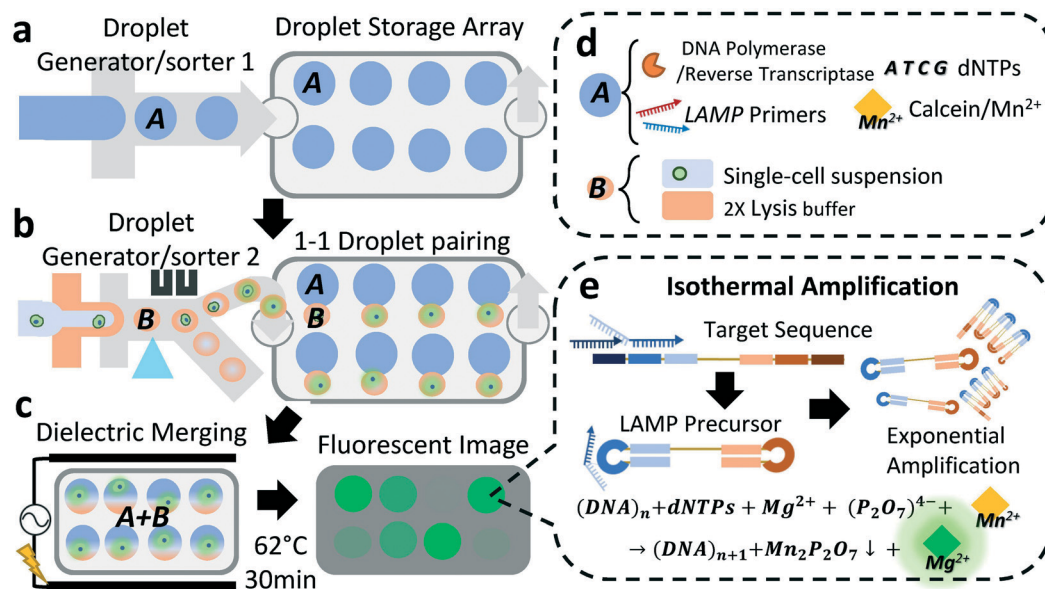 a
Droplet
Generator/sorter 1
A
Droplet Storage Array
A
b
Droplet
Generator/sorter 2
B
1-1 Droplet pairing
A
B
c
Dielectric Merging
A+B
62°C
30min
Fluorescent Image
d
A
DNA Polymerase
/Reverse Transcriptase
ATCG dNTPs
LAMP Primers
Mn²⁺ Calcein/Mn²⁺
B
Single-cell suspension
2X Lysis buffer
e
Isothermal Amplification
Target Sequence
LAMP Precursor
Exponential
Amplification
(DNA)ₙ+dNTPs + Mg²⁺ + (P₂O₇)⁴⁻ + Mn²⁺
→ (DNA)ₙ₊₁+Mn₂P₂O₇ ↓ + Mg²⁺